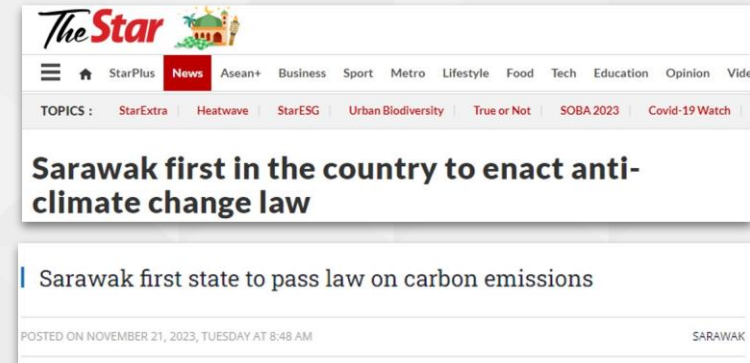 The Star
StarPlus News Asean+ Business Sport Metro Lifestyle Food Tech Education Opinion Vide
TOPICS : StarExtra Heatwave StarESG Urban Biodiversity True or Not SOBA 2023 Covid-19 Watch
Sarawak first in the country to enact anti-
climate change law
Sarawak first state to pass law on carbon emissions
POSTED ON NOVEMBER 21, 2023, TUESDAY AT 8:48 AM SARAWAK